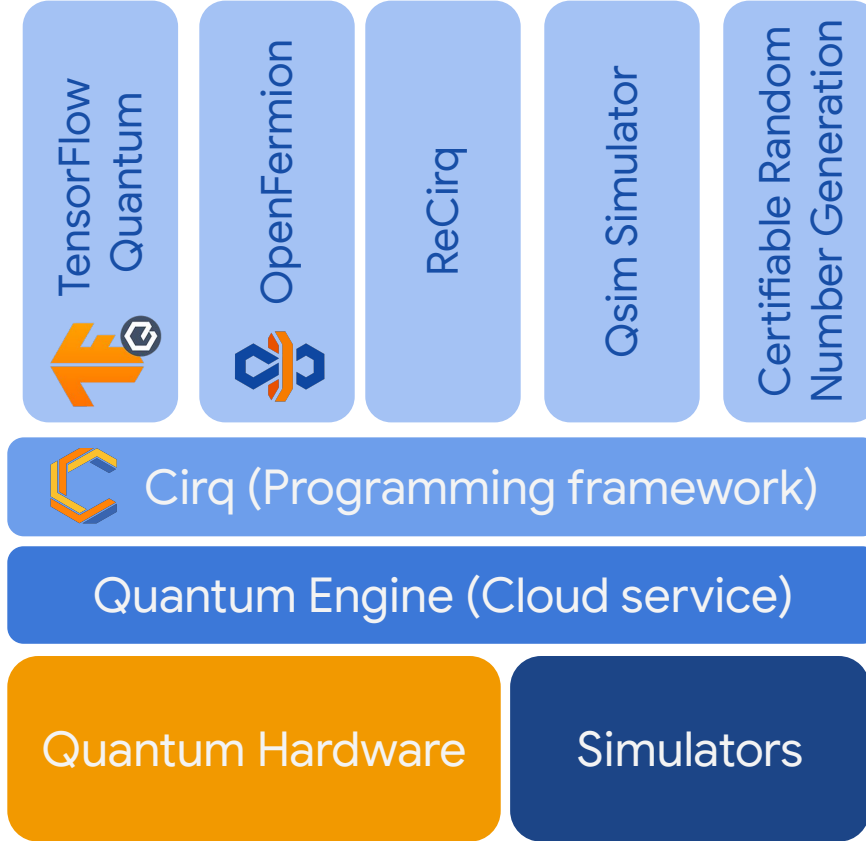 TensorFlow
Quantum
OpenFermion
ReCirq
Qsim Simulator
Certifiable Random
Number Generation
Cirq (Programming framework)
Quantum Engine (Cloud service)
Quantum Hardware
Simulators